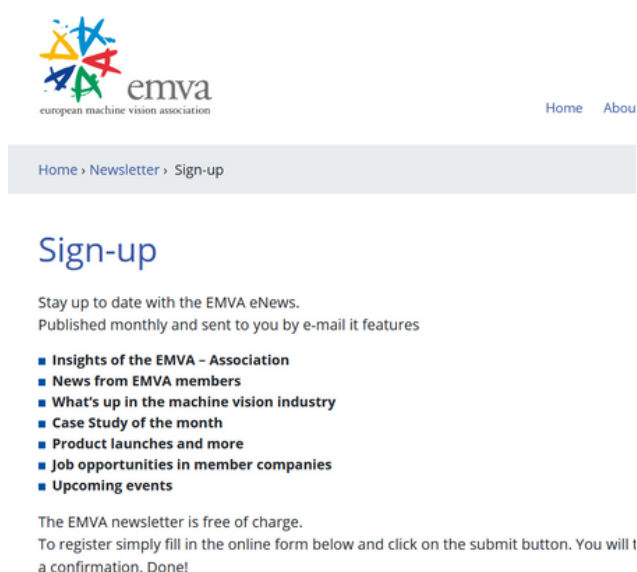 emva
european machine vision association
Home Abou
Home › Newsletter › Sign-up
Sign-up
Stay up to date with the EMVA eNews.
Published monthly and sent to you by e-mail it features
Insights of the EMVA – Association
News from EMVA members
What's up in the machine vision industry
Case Study of the month
Product launches and more
Job opportunities in member companies
Upcoming events
The EMVA newsletter is free of charge.
To register simply fill in the online form below and click on the submit button. You will t
a confirmation. Done!